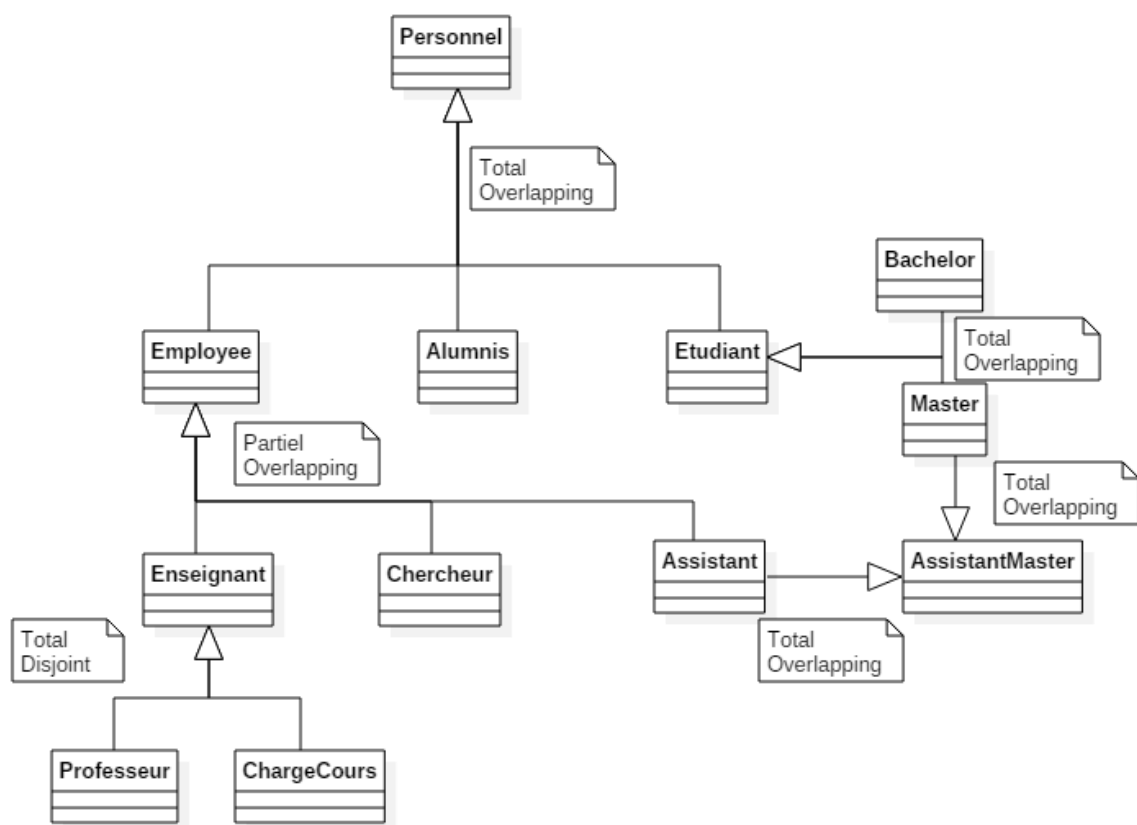 Personnel
Total
Overlapping
Bachelor
Employee
Alumnis
Etudiant
Total
Overlapping
Master
Partiel
Overlapping
Total
Overlapping
Enseignant
Chercheur
Assistant
AssistantMaster
Total
Disjoint
Total
Overlapping
Professeur
ChargeCours